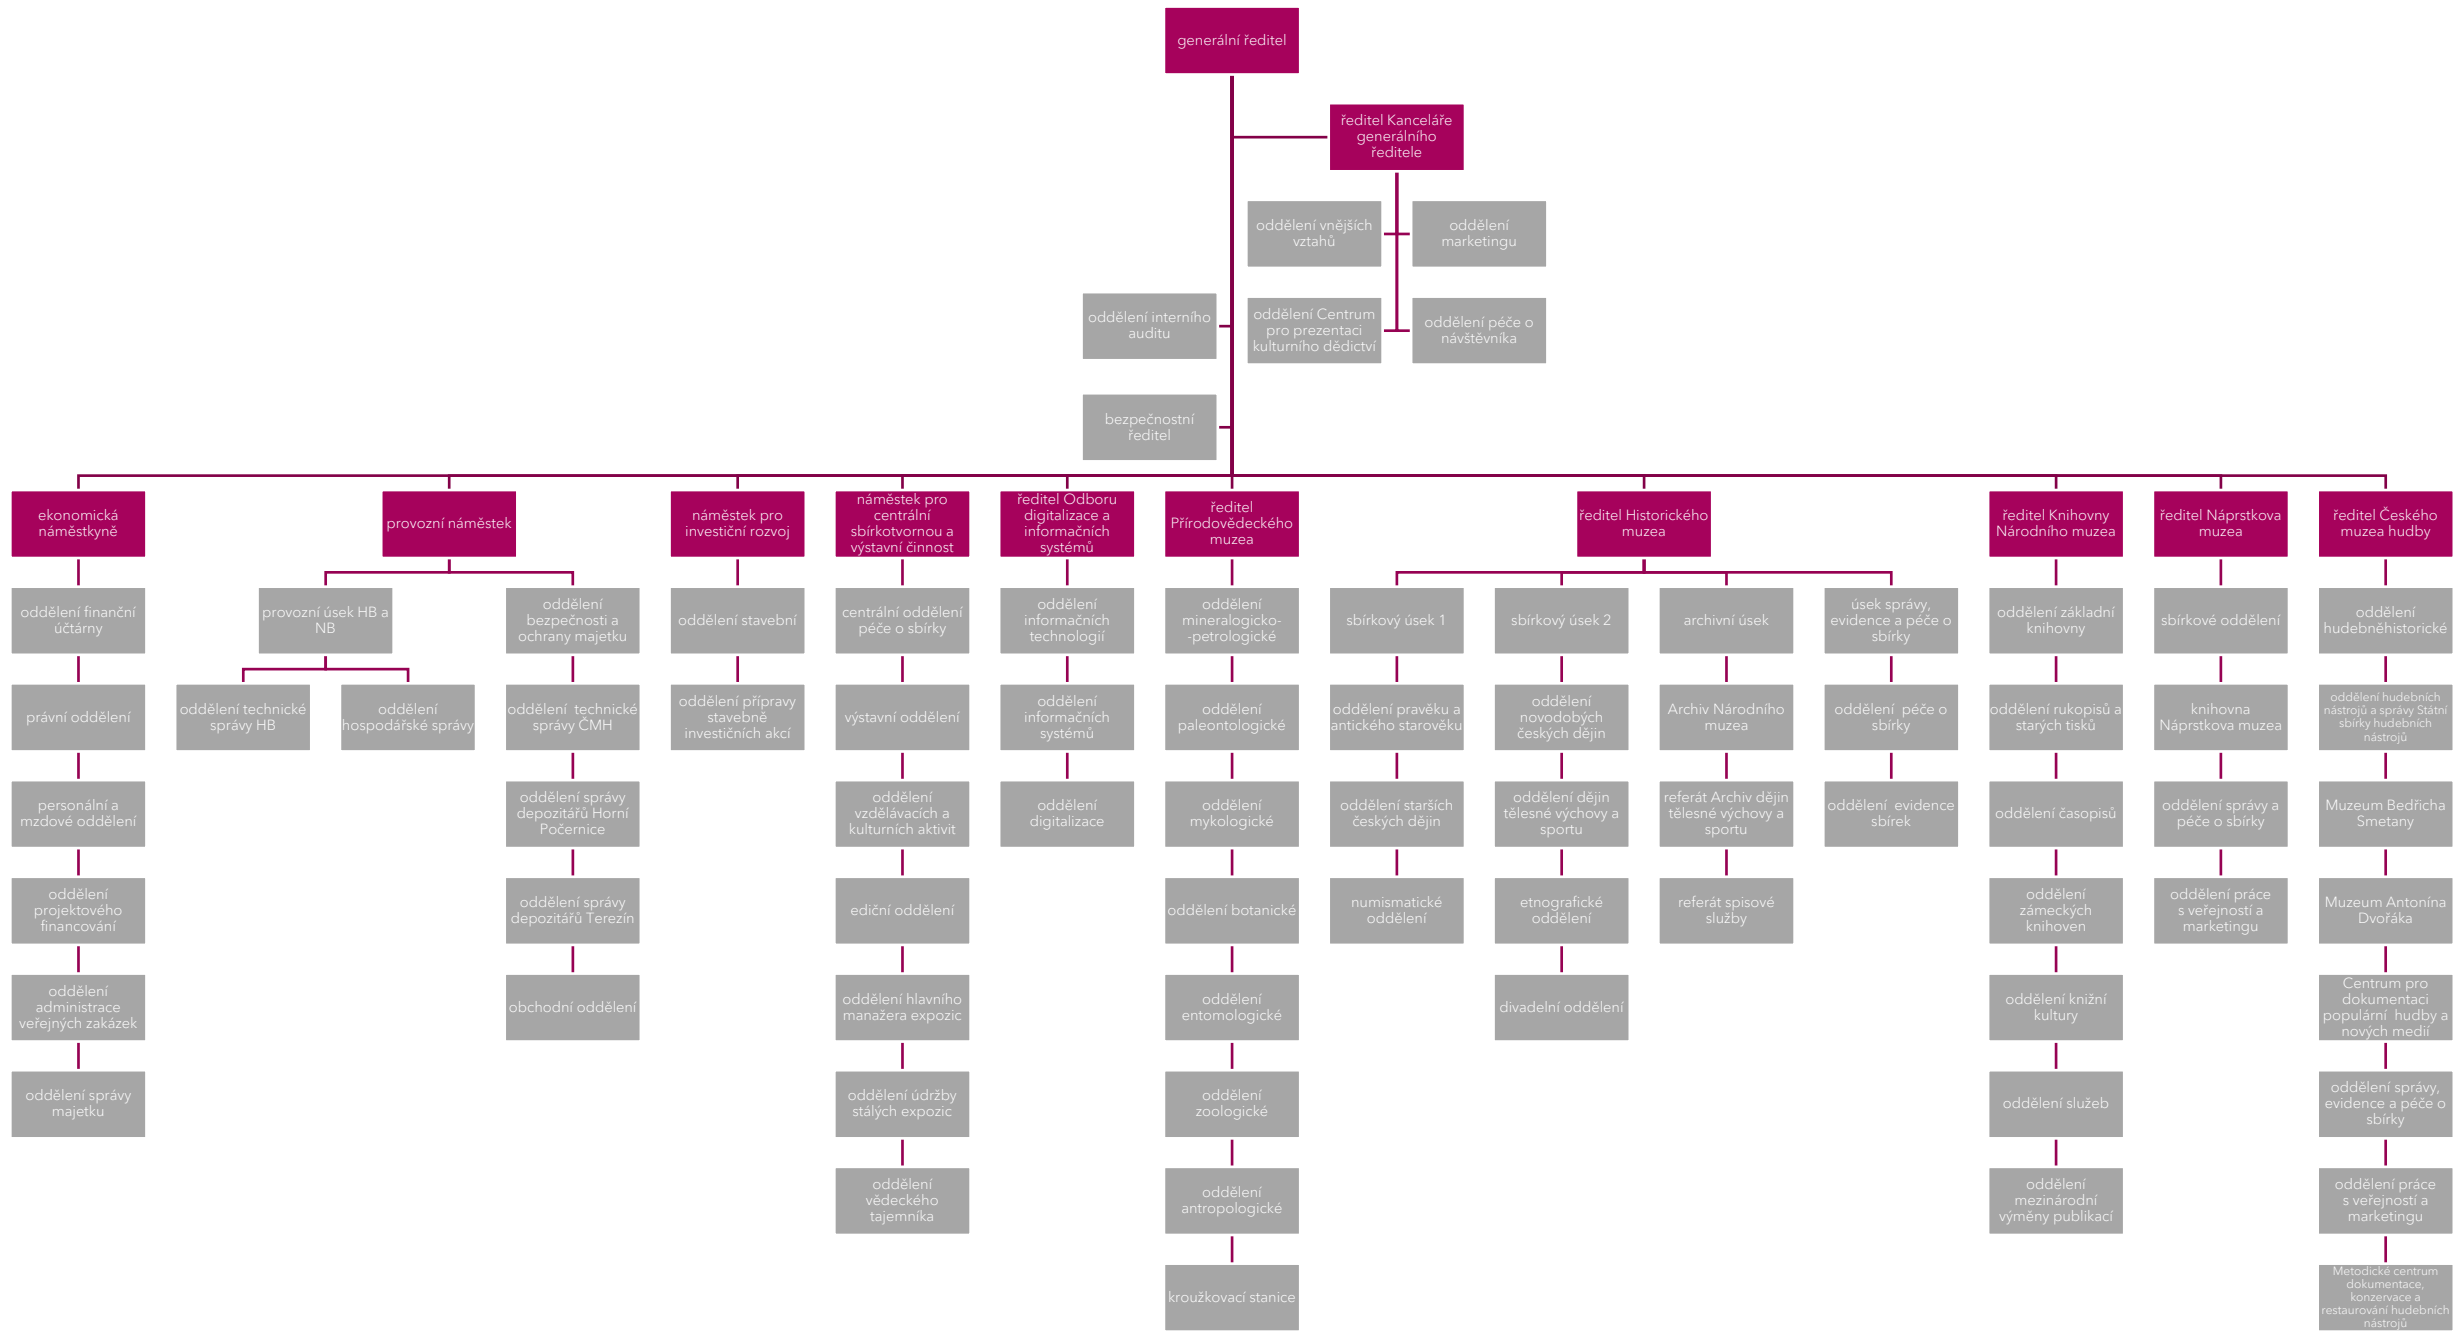 generální ředitel
ředitel Kanceláře
generálního
ředitele
oddělení vnějších
vztahů
oddělení
marketingu
oddělení interního
auditu
oddělení Centrum
pro prezentaci
kulturního dědictví
oddělení péče o
návštěvníka
bezpečnostní
ředitel
ekonomická
náměstkyně
provozní náměstek
náměstek pro
investiční rozvoj
náměstek pro
centrální
sbírkotvornou a
výstavní činnost
ředitel Odboru
digitalizace a
informačních
systémů
ředitel
Přírodovědeckého
muzea
ředitel Historického
muzea
ředitel Knihovny
Národního muzea
ředitel Náprstkova
muzea
ředitel Českého
muzea hudby
oddělení finanční
účtárny
provozní úsek HB a
NB
oddělení
bezpečnosti a
ochrany majetku
oddělení stavební
centrální oddělení
péče o sbírky
oddělení
informačních
technologií
oddělení
mineralogicko-
-petrologické
sbírkový úsek 1
sbírkový úsek 2
archivní úsek
úsek správy,
evidence a péče o
sbírky
oddělení základní
knihovny
sbírkové oddělení
oddělení
hudebněhistorické
právní oddělení
oddělení technické
správy HB
oddělení
hospodářské správy
oddělení  technické
správy ČMH
oddělení přípravy
stavebně
investičních akcí
výstavní oddělení
oddělení
informačních
systémů
oddělení
paleontologické
oddělení pravěku a
antického starověku
oddělení
novodobých
českých dějin
Archiv Národního
muzea
oddělení  péče o
sbírky
oddělení rukopisů a
starých tisků
knihovna
Náprstkova muzea
oddělení hudebních
nástrojů a správy Státní
sbírky hudebních
nástrojů
personální a
mzdové oddělení
oddělení správy
depozitářů Horní
Počernice
oddělení
vzdělávacích a
kulturních aktivit
oddělení
digitalizace
oddělení
mykologické
oddělení starších
českých dějin
oddělení dějin
tělesné výchovy a
sportu
referát Archiv dějin
tělesné výchovy a
sportu
oddělení  evidence
sbírek
oddělení časopisů
oddělení správy a
péče o sbírky
Muzeum Bedřicha
Smetany
oddělení
projektového
financování
oddělení správy
depozitářů Terezín
ediční oddělení
oddělení botanické
numismatické
oddělení
etnografické
oddělení
referát spisové
služby
oddělení
zámeckých
knihoven
oddělení práce
s veřejností a
marketingu
Muzeum Antonína
Dvořáka
oddělení
administrace
veřejných zakázek
obchodní oddělení
oddělení hlavního
manažera expozic
oddělení
entomologické
divadelní oddělení
oddělení knižní
kultury
Centrum pro
dokumentaci
populární  hudby a
nových medií
oddělení správy
majetku
oddělení údržby
stálých expozic
oddělení
zoologické
oddělení služeb
oddělení správy,
evidence a péče o
sbírky
oddělení
vědeckého
tajemníka
oddělení
antropologické
oddělení
mezinárodní
výměny publikací
oddělení práce
s veřejností a
marketingu
kroužkovací stanice
Metodické centrum
dokumentace,
konzervace a
restaurování hudebních
nástrojů